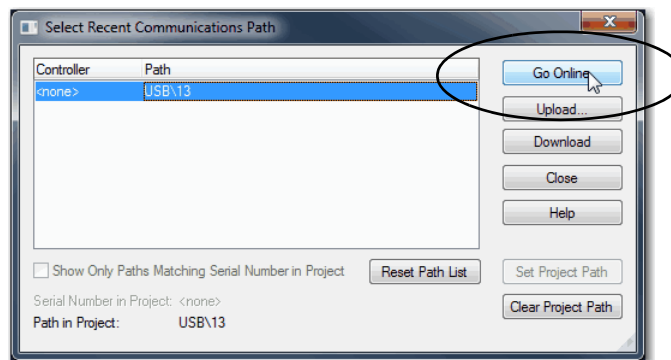 Select Recent Communications Path
Controller Path
<none> USB\13
Go Online
Upload...
Download
Close
Help
Show Only Paths Matching Serial Number in Project
Reset Path List
Set Project Path
Serial Number in Project: <none>
Clear Project Path
Path in Project: USB\13